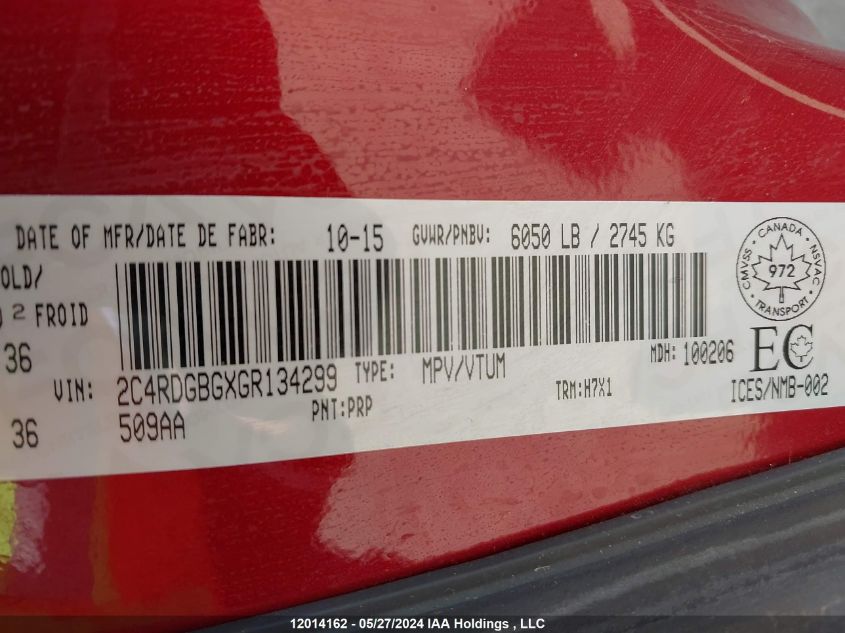 DATE OF MFR/DATE DE FABR: 10-15 GVWR/PNBV: 6050 LB / 2745 KG
OLD/
2 FROID
36
VIN: 2C4RDGBGXGR134299 TYPE: MPV/VTUM MDH: 100206
PNT:PRP TRM:H7X1
36 509AA
CMVSS · CANADA · NSVAC
972
TRANSPORT
EC
ICES/NMB-002
12014162 - 05/27/2024 IAA Holdings , LLC